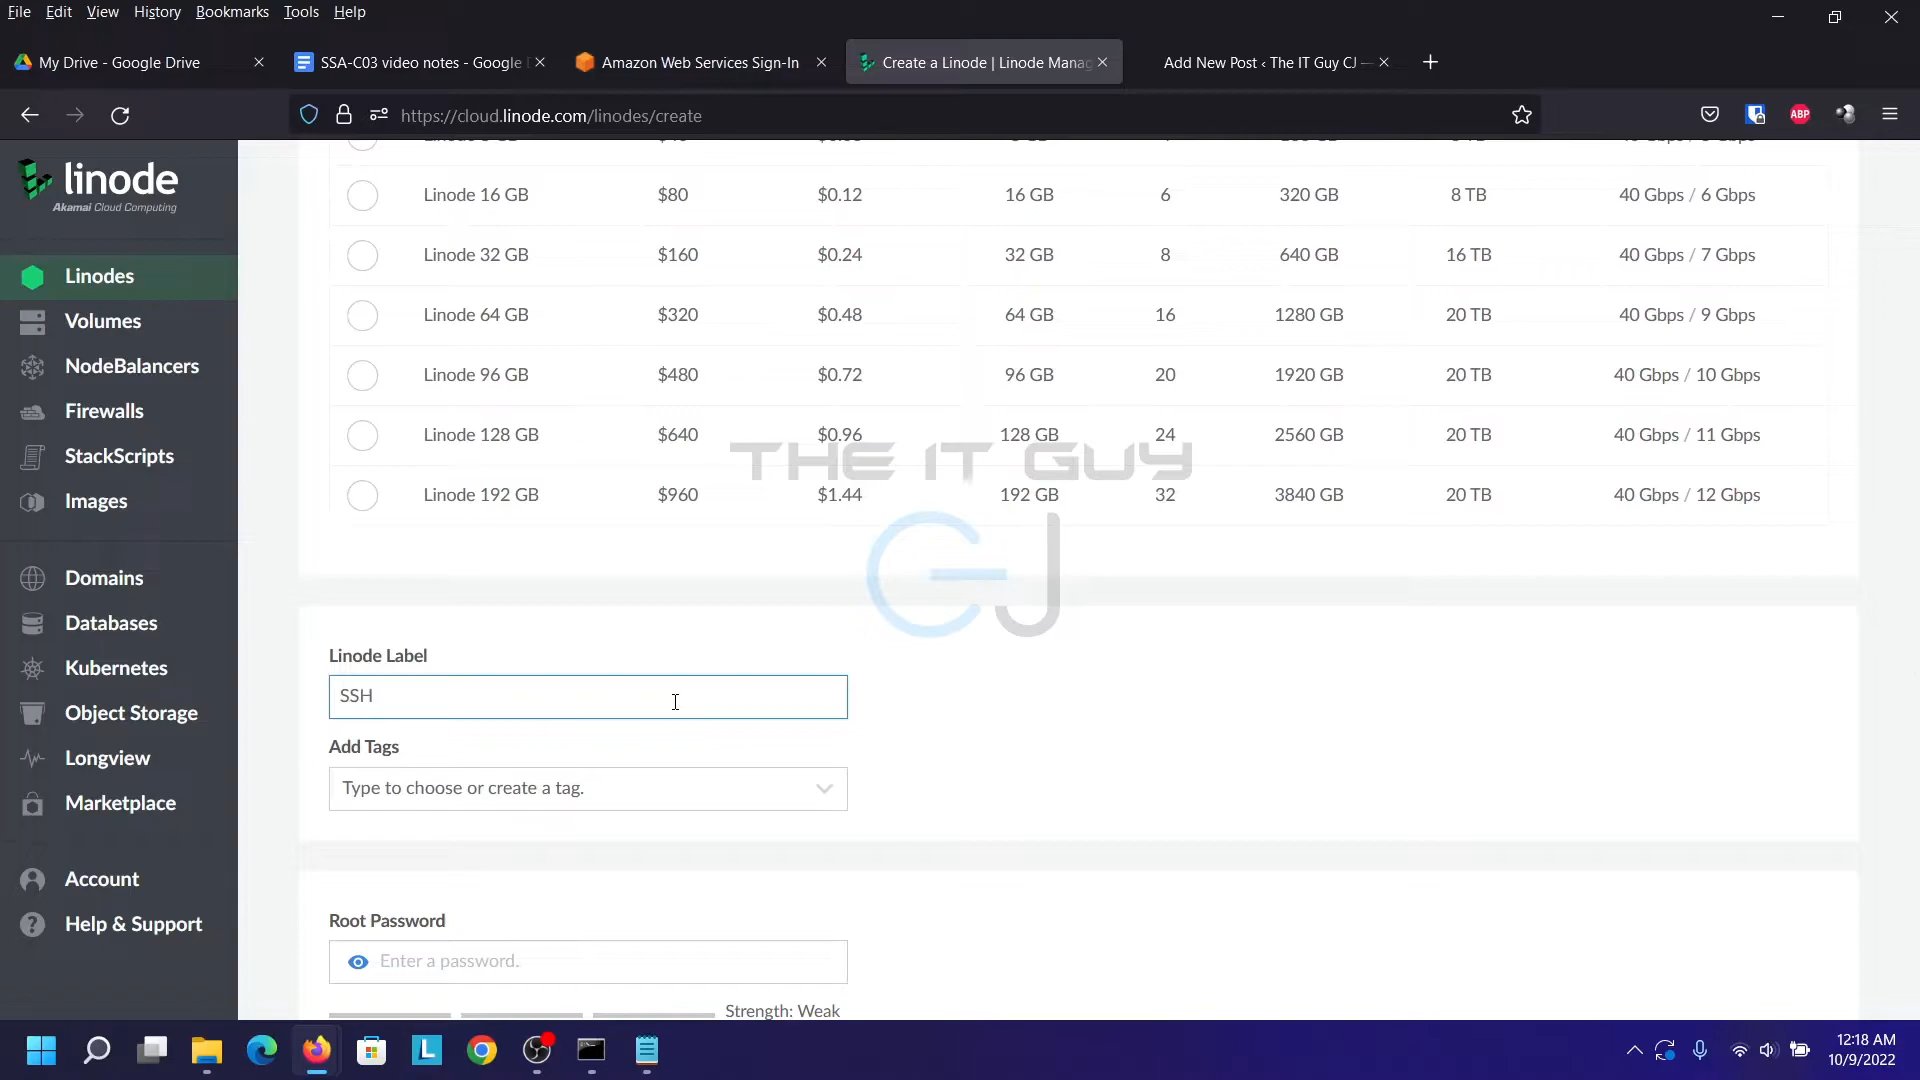 File Edit View History Bookmarks Tools Help
My Drive - Google Drive
SSA-C03 video notes - Google
Amazon Web Services Sign-In
Create a Linode | Linode Manag
Add New Post ‹ The IT Guy CJ —
https://cloud.linode.com/linodes/create
ABP
linode
Akamai Cloud Computing
Linodes
Volumes
NodeBalancers
Firewalls
StackScripts
Images
Domains
Databases
Kubernetes
Object Storage
Longview
Marketplace
Account
Help & Support
Linode 16 GB $80 $0.12 16 GB 6 320 GB 8 TB 40 Gbps / 6 Gbps
Linode 32 GB $160 $0.24 32 GB 8 640 GB 16 TB 40 Gbps / 7 Gbps
Linode 64 GB $320 $0.48 64 GB 16 1280 GB 20 TB 40 Gbps / 9 Gbps
Linode 96 GB $480 $0.72 96 GB 20 1920 GB 20 TB 40 Gbps / 10 Gbps
Linode 128 GB $640 $0.96 128 GB 24 2560 GB 20 TB 40 Gbps / 11 Gbps
THE IT GUY
CJ
Linode 192 GB $960 $1.44 192 GB 32 3840 GB 20 TB 40 Gbps / 12 Gbps
Linode Label
SSH
Add Tags
Type to choose or create a tag.
Root Password
Enter a password.
Strength: Weak
L
12:18 AM
10/9/2022